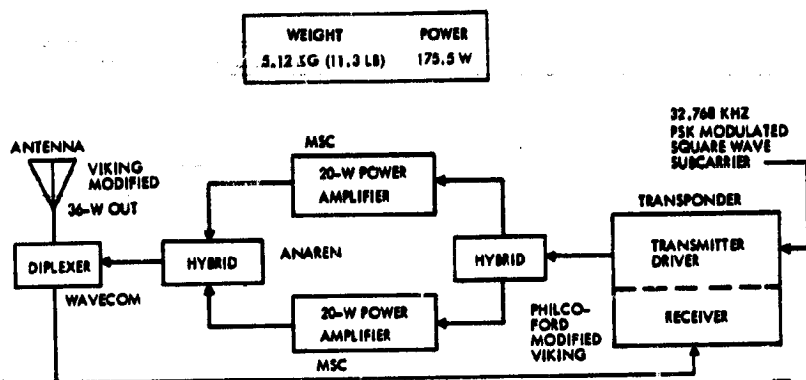 WEIGHT POWER
5.12 KG (11.3 LB) 175.5 W
32.768 KHZ
PSK MODULATED
SQUARE WAVE
SUBCARRIER
ANTENNA
VIKING
MODIFIED
36-W OUT
MSC
20-W POWER
AMPLIFIER
TRANSPONDER
DIPLEXER
WAVECOM
HYBRID
ANAREN
HYBRID
TRANSMITTER
DRIVER
RECEIVER
20-W POWER
AMPLIFIER
MSC
PHILCO-
FORD
MODIFIED
VIKING